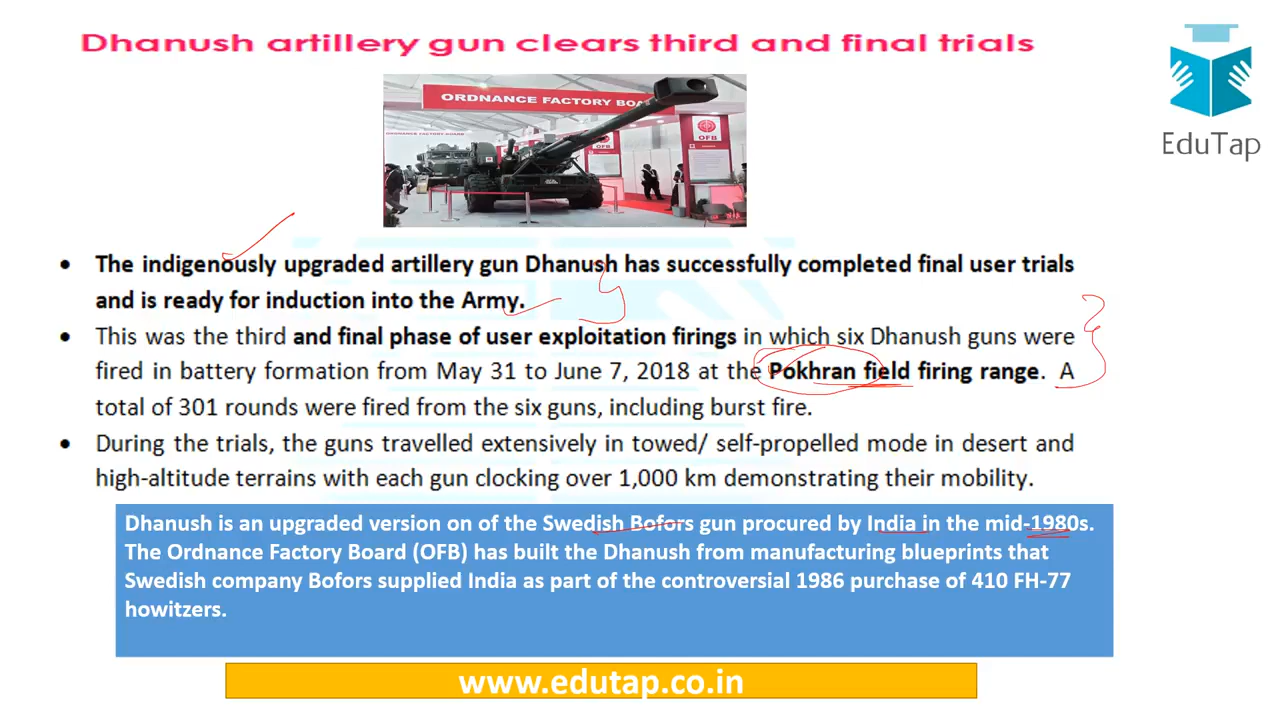 Dhanush artillery gun clears third and final trials
EduTap
ORDNANCE FACTORY BOA
ORDNANCE FACTORY BOARD
OFB
OFB
The indigenously upgraded artillery gun Dhanush has successfully completed final user trials
and is ready for induction into the Army.
This was the third and final phase of user exploitation firings in which six Dhanush guns were
fired in battery formation from May 31 to June 7, 2018 at the Pokhran field firing range. A
total of 301 rounds were fired from the six guns, including burst fire.
During the trials, the guns travelled extensively in towed/ self-propelled mode in desert and
high-altitude terrains with each gun clocking over 1,000 km demonstrating their mobility.
Dhanush is an upgraded version on of the Swedish Bofors gun procured by India in the mid-1980s.
The Ordnance Factory Board (OFB) has built the Dhanush from manufacturing blueprints that
Swedish company Bofors supplied India as part of the controversial 1986 purchase of 410 FH-77
howitzers.
www.edutap.co.in